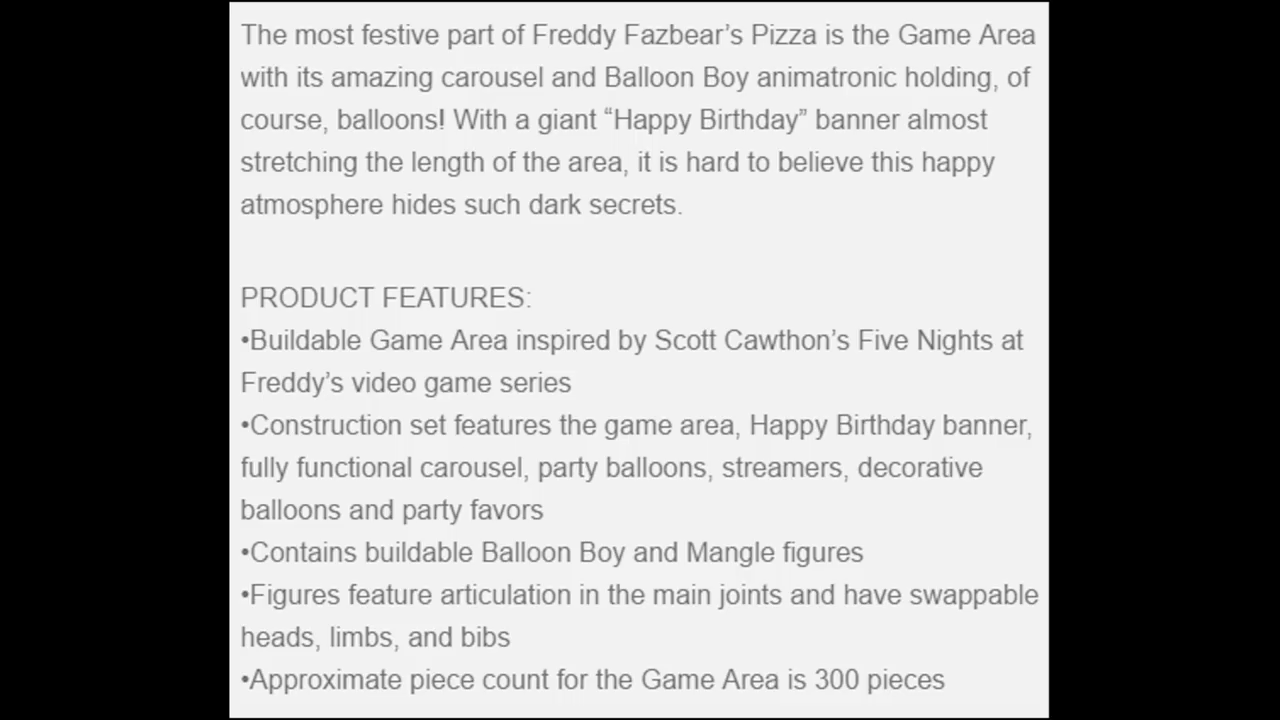 The most festive part of Freddy Fazbear’s Pizza is the Game Area
with its amazing carousel and Balloon Boy animatronic holding, of
course, balloons! With a giant “Happy Birthday” banner almost
stretching the length of the area, it is hard to believe this happy
atmosphere hides such dark secrets.
PRODUCT FEATURES:
•Buildable Game Area inspired by Scott Cawthon’s Five Nights at
Freddy’s video game series
•Construction set features the game area, Happy Birthday banner,
fully functional carousel, party balloons, streamers, decorative
balloons and party favors
•Contains buildable Balloon Boy and Mangle figures
•Figures feature articulation in the main joints and have swappable
heads, limbs, and bibs
•Approximate piece count for the Game Area is 300 pieces